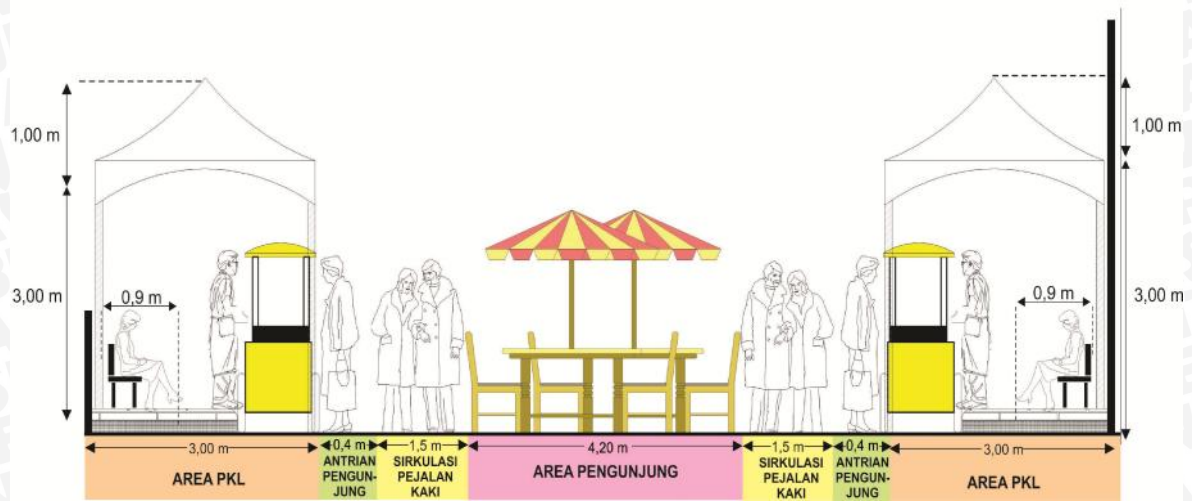 1,00 m
1,00 m
3,00 m
0,9 m
0,9 m
3,00 m
3,00 m
0,4 m
1,5 m
4,20 m
1,5 m
0,4 m
3,00 m
AREA PKL
ANTRIAN
PENGUN-
JUNG
SIRKULASI
PEJALAN
KAKI
AREA PENGUNJUNG
SIRKULASI
PEJALAN
KAKI
ANTRIAN
PENGUN-
JUNG
AREA PKL